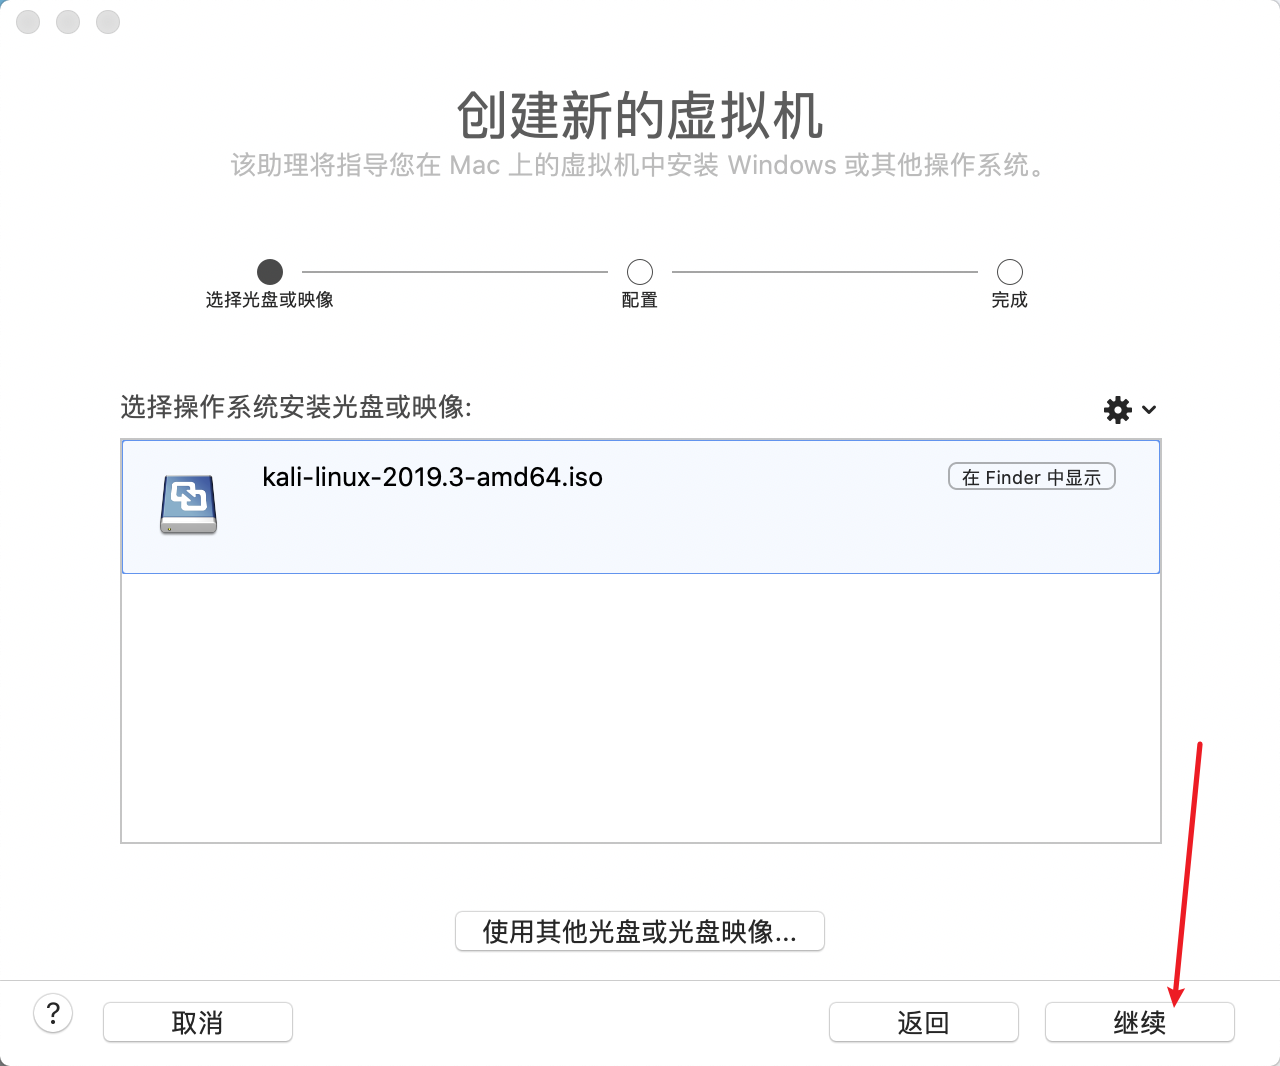 创建新的虚拟机
该助理将指导您在 Mac 上的虚拟机中安装 Windows 或其他操作系统。
选择光盘或映像
配置
完成
选择操作系统安装光盘或映像:
kali-linux-2019.3-amd64.iso
在 Finder 中显示
使用其他光盘或光盘映像...
?
取消
返回
继续